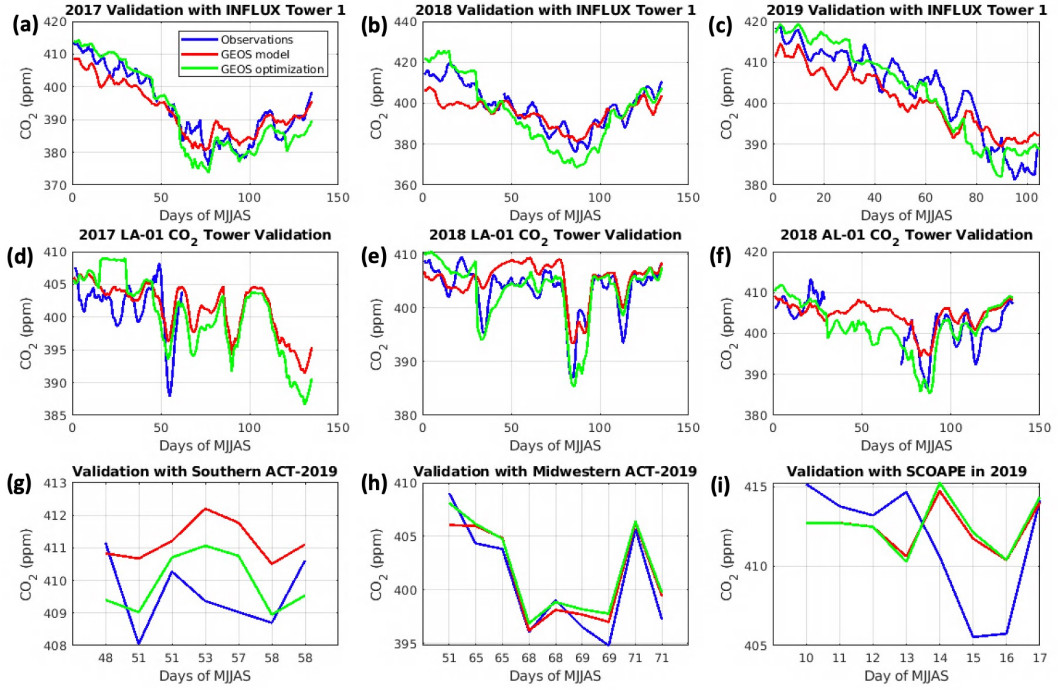 (a) 2017 Validation with INFLUX Tower 1
420
410
400
390
380
370
CO2 (ppm)
0 50 100 150
Days of MJJAS
Observations
GEOS model
GEOS optimization
(b) 2018 Validation with INFLUX Tower 1
440
420
400
380
360
CO2 (ppm)
0 50 100 150
Days of MJJAS
(c) 2019 Validation with INFLUX Tower 1
420
410
400
390
380
CO2 (ppm)
0 20 40 60 80 100
Days of MJJAS
(d) 2017 LA-01 CO2 Tower Validation
410
405
400
395
390
385
CO2 (ppm)
0 50 100 150
Days of MJJAS
(e) 2018 LA-01 CO2 Tower Validation
410
400
390
380
CO2 (ppm)
0 50 100 150
Days of MJJAS
(f) 2018 AL-01 CO2 Tower Validation
420
410
400
390
380
CO2 (ppm)
0 50 100 150
Days of MJJAS
(g) Validation with Southern ACT-2019
413
412
411
410
409
408
CO2 (ppm)
48 51 51 53 57 58 58
Day of MJJAS
(h) Validation with Midwestern ACT-2019
410
405
400
395
CO2 (ppm)
51 65 65 68 68 69 69 71 71
Day of MJJAS
(i) Validation with SCOAPE in 2019
415
410
405
CO2 (ppm)
10 11 12 13 14 15 16 17
Day of MJJAS